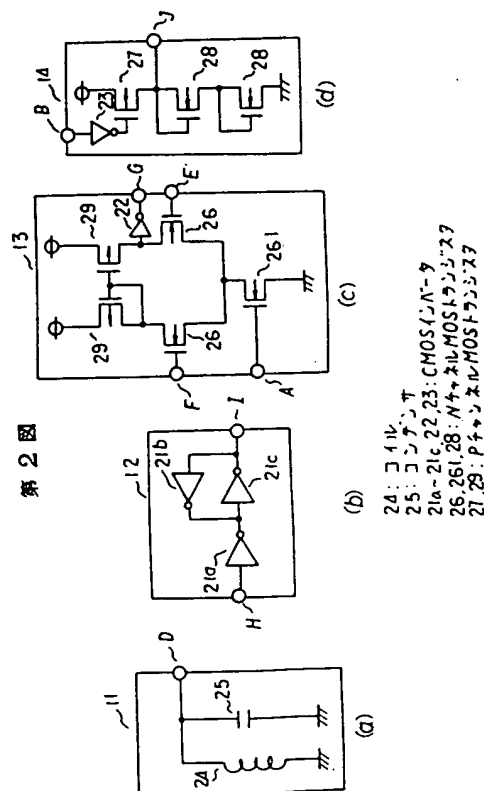 第2図
11
D
24
25
(a)
12
21b
I
H
21a
21c
(b)
13
29
29
G
22
E
26
26
F
261
A
(c)
B
14
23
27
J
28
28
(d)
24:コイル
25:コンデンサ
21a~21c,22,23:CMOSインバータ
26,261,28:NチャネルMOSトランジスタ
27,29:PチャンネルMOSトランジスタ